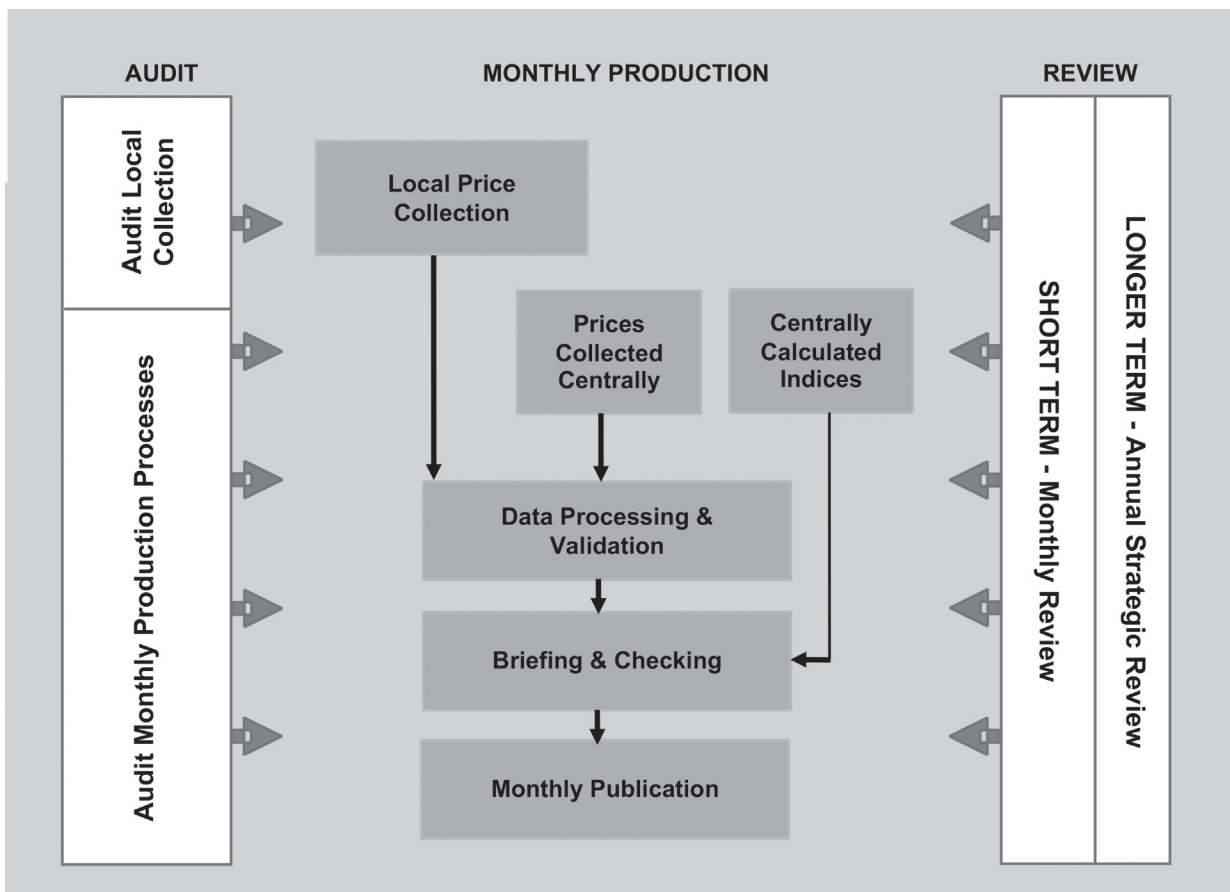 AUDIT
MONTHLY PRODUCTION
REVIEW
Audit Local
Collection
Audit Monthly Production Processes
Local Price
Collection
Prices
Collected
Centrally
Centrally
Calculated
Indices
Data Processing &
Validation
Briefing & Checking
Monthly Publication
SHORT TERM - Monthly Review
LONGER TERM - Annual Strategic Review